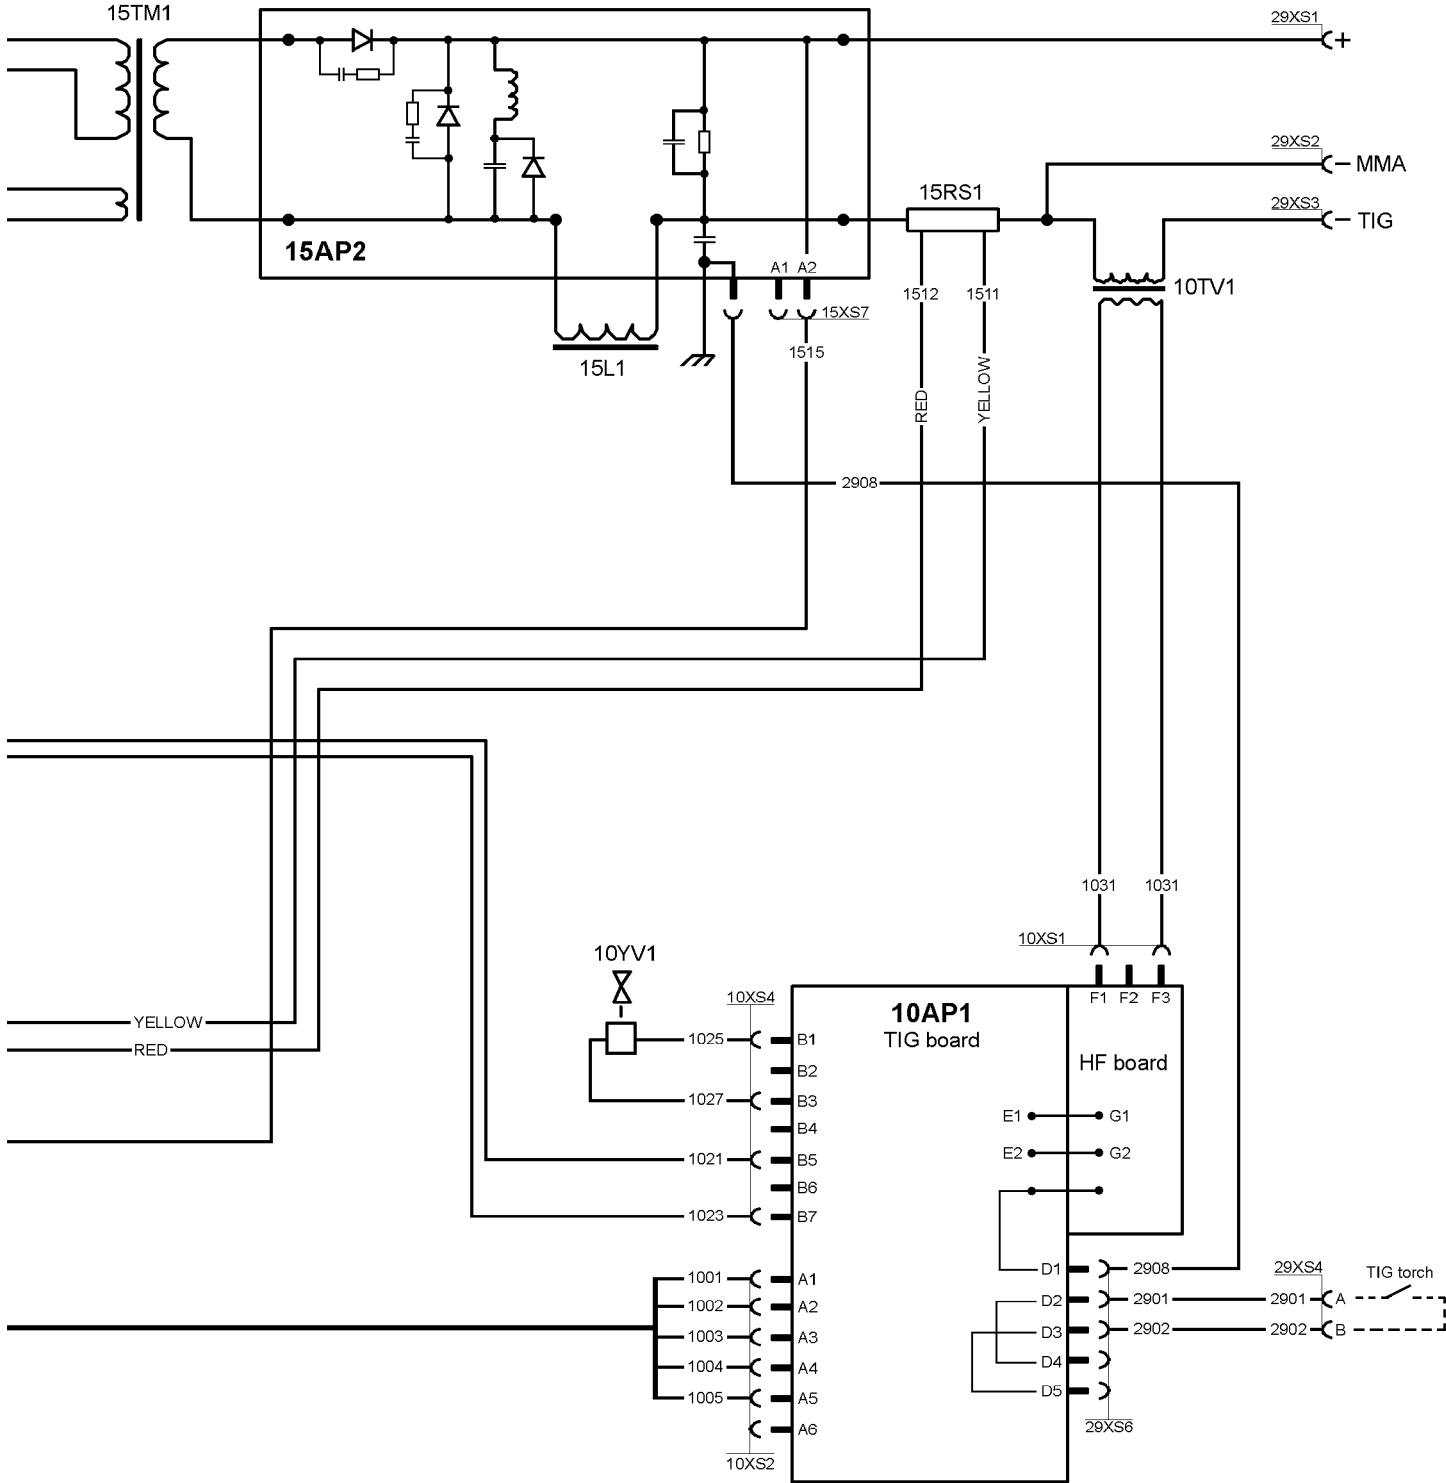 15TM1
29XS1
+
29XS2
– MMA
15RS1
29XS3
– TIG
15AP2
A1 A2
1512
1511
10TV1
15XS7
1515
15L1
RED
YELLOW
2908
1031
1031
10XS1
10YV1
10XS4
F1 F2 F3
10AP1
TIG board
YELLOW
1025
B1
RED
HF board
B2
1027
B3
E1
G1
B4
E2
G2
1021
B5
B6
1023
B7
D1
2908
29XS4
TIG torch
1001
A1
D2
2901
2901
A
1002
A2
D3
2902
2902
B
1003
A3
D4
1004
A4
D5
1005
A5
29XS6
A6
10XS2